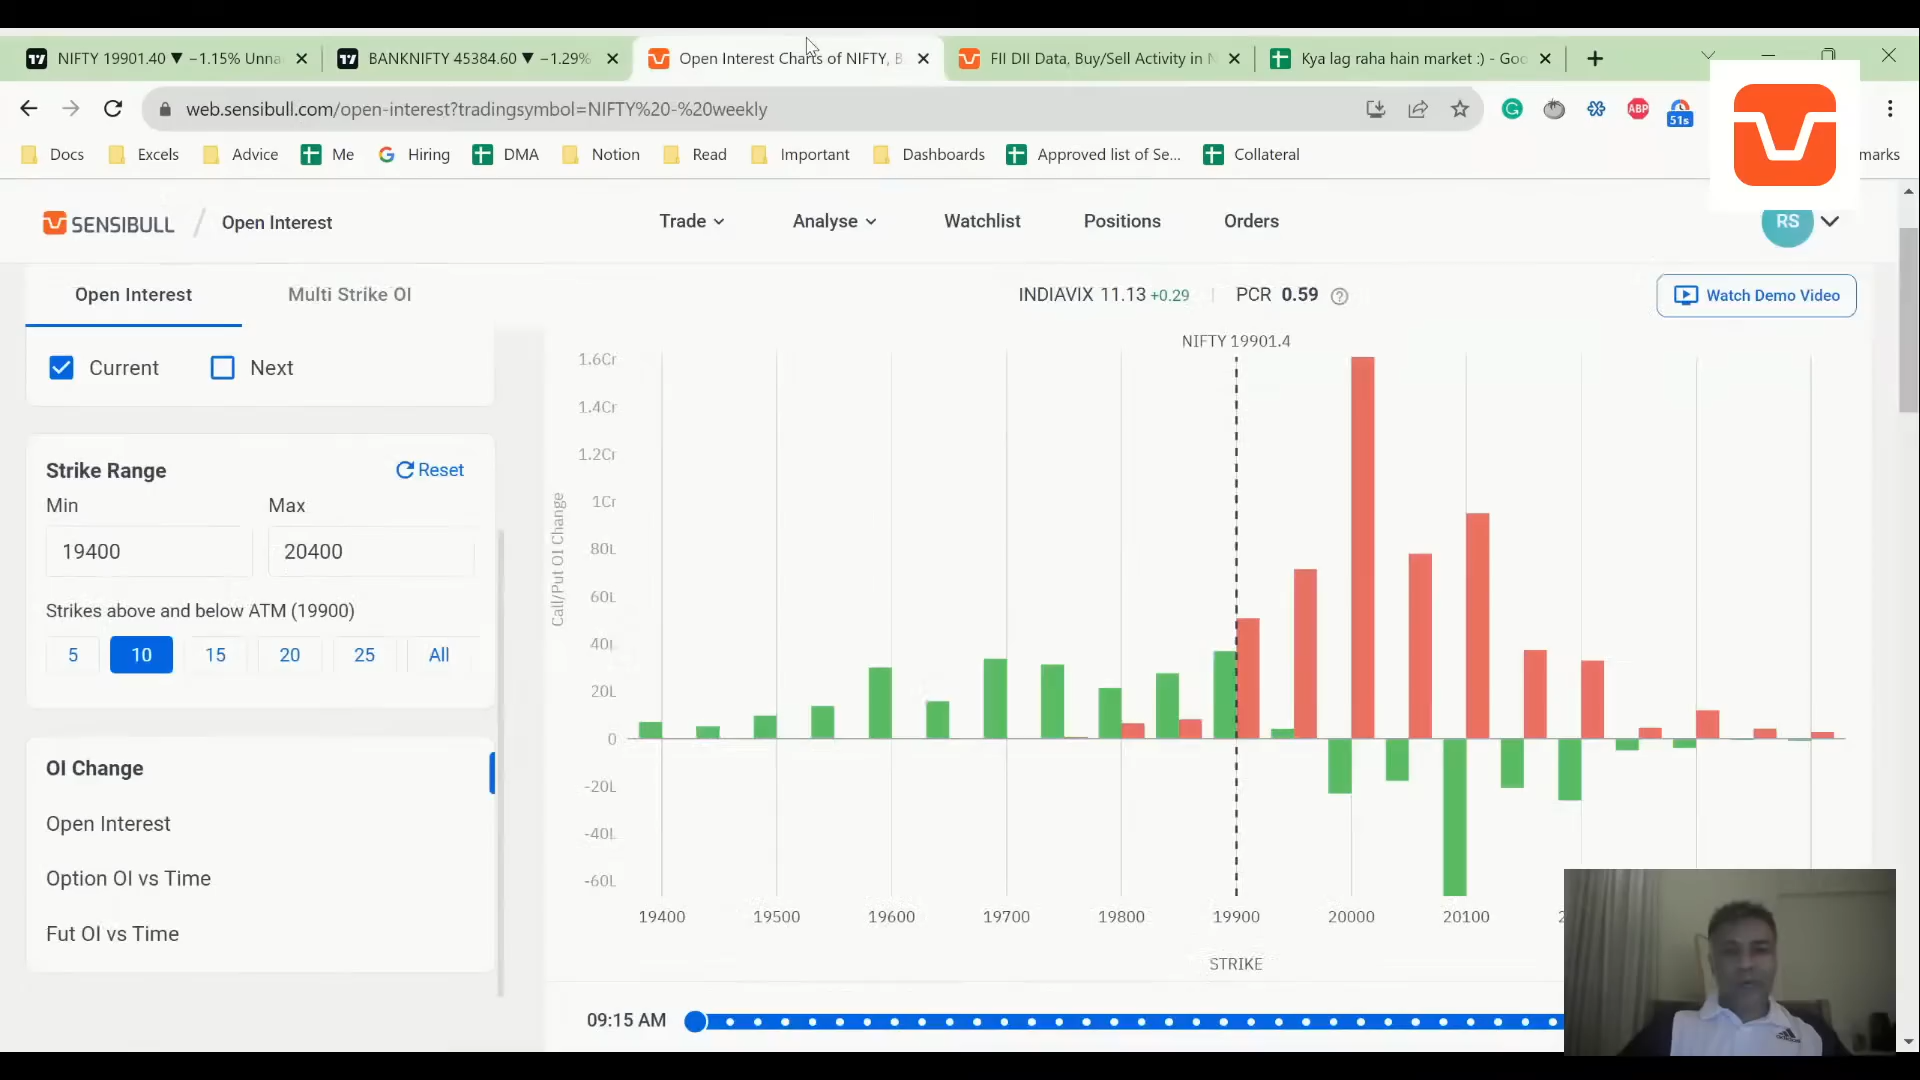 NIFTY 19901.40 ▼ −1.15% Unna
BANKNIFTY 45384.60 ▼ −1.29%
Open Interest Charts of NIFTY, B
FII DII Data, Buy/Sell Activity in N
Kya lag raha hain market :) - Goo
web.sensibull.com/open-interest?tradingsymbol=NIFTY%20-%20weekly
ABP
51s
Docs
Excels
Advice
Me
Hiring
DMA
Notion
Read
Important
Dashboards
Approved list of Se...
Collateral
marks
SENSIBULL / Open Interest
Trade
Analyse
Watchlist
Positions
Orders
RS
Open Interest
Multi Strike OI
INDIAVIX 11.13 +0.29
PCR 0.59
Watch Demo Video
Current
Next
Strike Range
Reset
Min
Max
19400
20400
Strikes above and below ATM (19900)
5
10
15
20
25
All
OI Change
Open Interest
Option OI vs Time
Fut OI vs Time
NIFTY 19901.4
Call/Put OI Change
1.6Cr
1.4Cr
1.2Cr
1Cr
80L
60L
40L
20L
0
-20L
-40L
-60L
19400
19500
19600
19700
19800
19900
20000
20100
STRIKE
09:15 AM
adidas